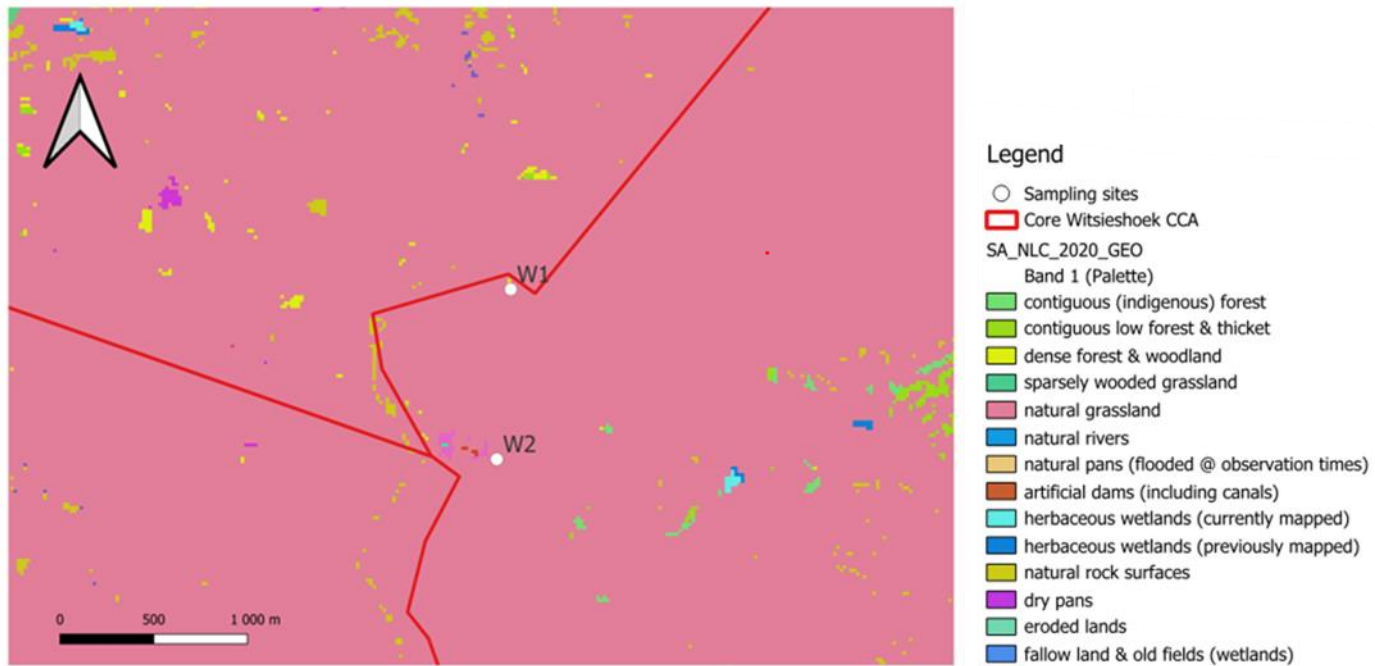 W1
W2
0 500 1 000 m
Legend
Sampling sites
Core Witsieshoek CCA
SA_NLC_2020_GEO
Band 1 (Palette)
contiguous (indigenous) forest
contiguous low forest & thicket
dense forest & woodland
sparsely wooded grassland
natural grassland
natural rivers
natural pans (flooded @ observation times)
artificial dams (including canals)
herbaceous wetlands (currently mapped)
herbaceous wetlands (previously mapped)
natural rock surfaces
dry pans
eroded lands
fallow land & old fields (wetlands)